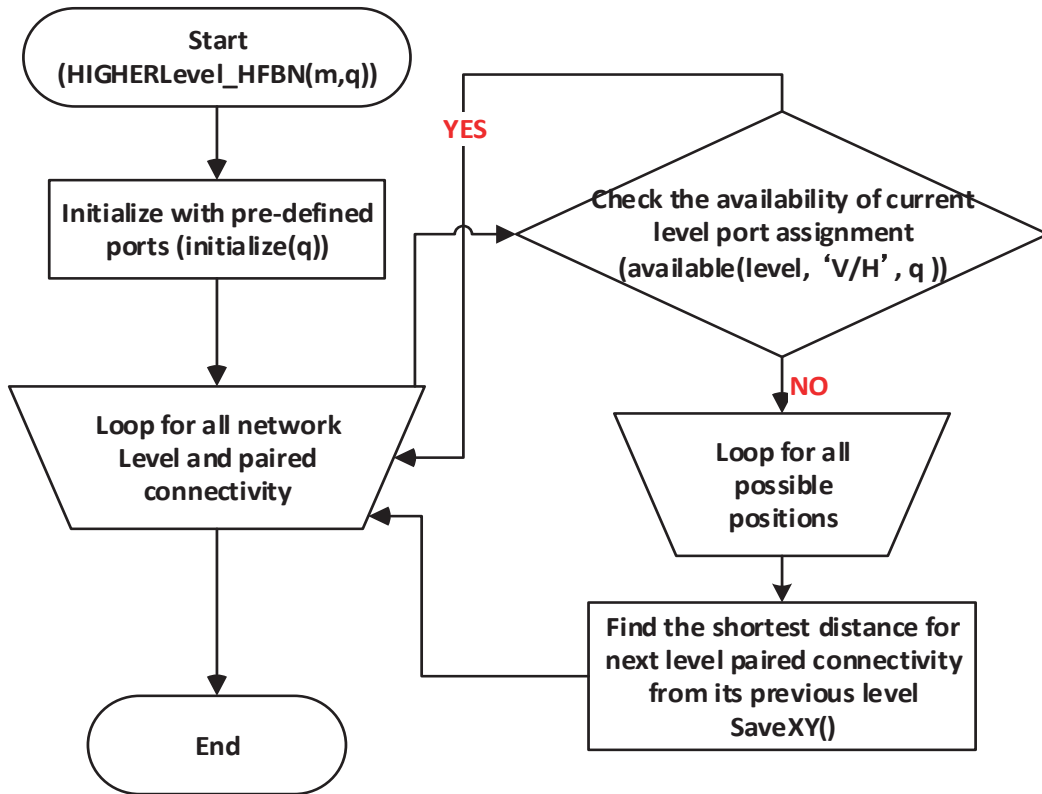 Start
(HIGHERLevel_HFBN(m,q))
YES
Initialize with pre-defined
ports (initialize(q))
Check the availability of current
level port assignment
(available(level, ‘V/H’, q ))
NO
Loop for all network
Level and paired
connectivity
Loop for all
possible
positions
Find the shortest distance for
next level paired connectivity
from its previous level
SaveXY()
End